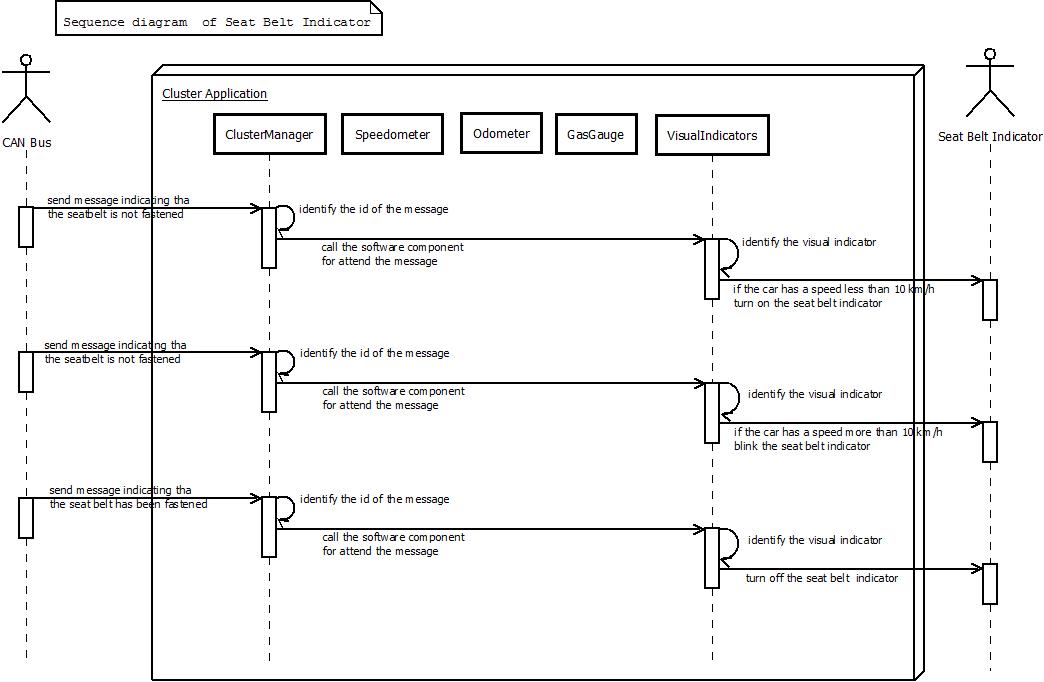 Sequence diagram  of Seat Belt Indicator
Cluster Application
CAN Bus
ClusterManager
Speedometer
Odometer
GasGauge
VisualIndicators
Seat Belt Indicator
send message indicating tha
the seatbelt is not fastened
identify the id of the message
call the software component
for attend the message
identify the visual indicator
if the car has a speed less than 10 km/h
turn on the seat belt indicator
send message indicating tha
the seatbelt is not fastened
identify the id of the message
call the software component
for attend the message
identify the visual indicator
if the car has a speed more than 10 km/h
blink the seat belt indicator
send message indicating tha
the seat belt has been fastened
identify the id of the message
call the software component
for attend the message
identify the visual indicator
turn off the seat belt  indicator